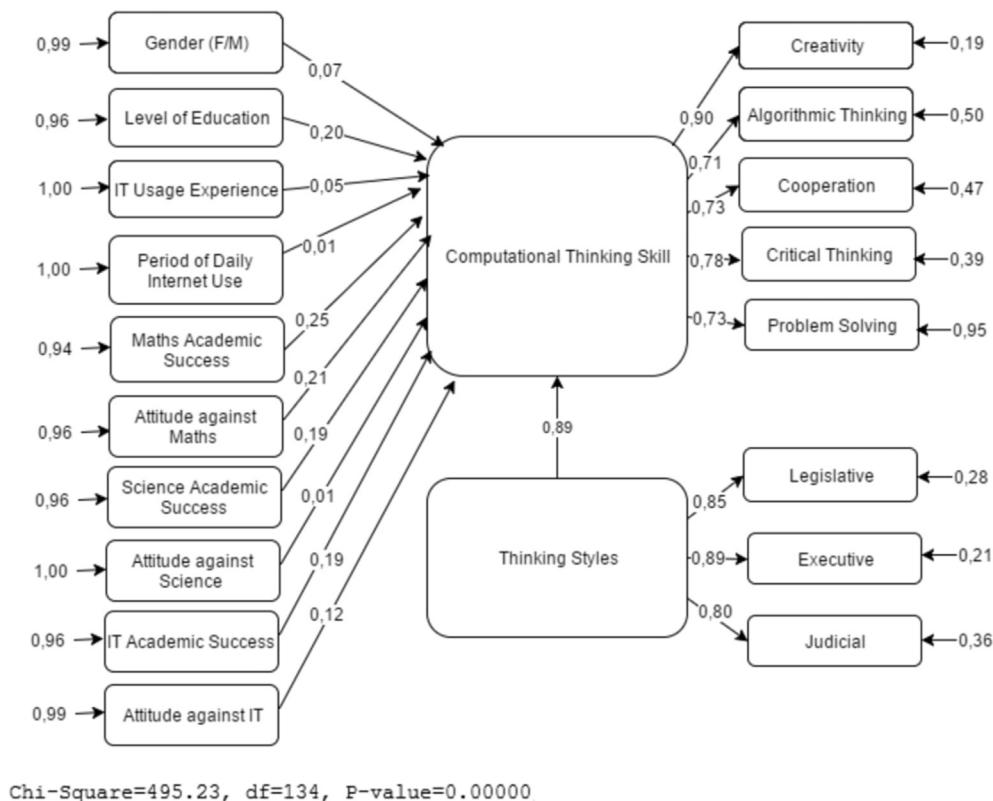 0,99
Gender (F/M)
0,07
0,96
Level of Education
0,20
1,00
IT Usage Experience
0,05
1,00
Period of Daily
Internet Use
0,01
0,94
Maths Academic
Success
0,25
0,96
Attitude against
Maths
0,21
0,96
Science Academic
Success
0,19
1,00
Attitude against
Science
0,01
0,96
IT Academic Success
0,19
0,99
Attitude against IT
0,12
Computational Thinking Skill
0,89
Thinking Styles
0,90
Creativity
0,19
0,71
Algorithmic Thinking
0,50
0,73
Cooperation
0,47
0,78
Critical Thinking
0,39
0,73
Problem Solving
0,95
0,85
Legislative
0,28
0,89
Executive
0,21
0,80
Judicial
0,36
Chi-Square=495.23, df=134, P-value=0.00000